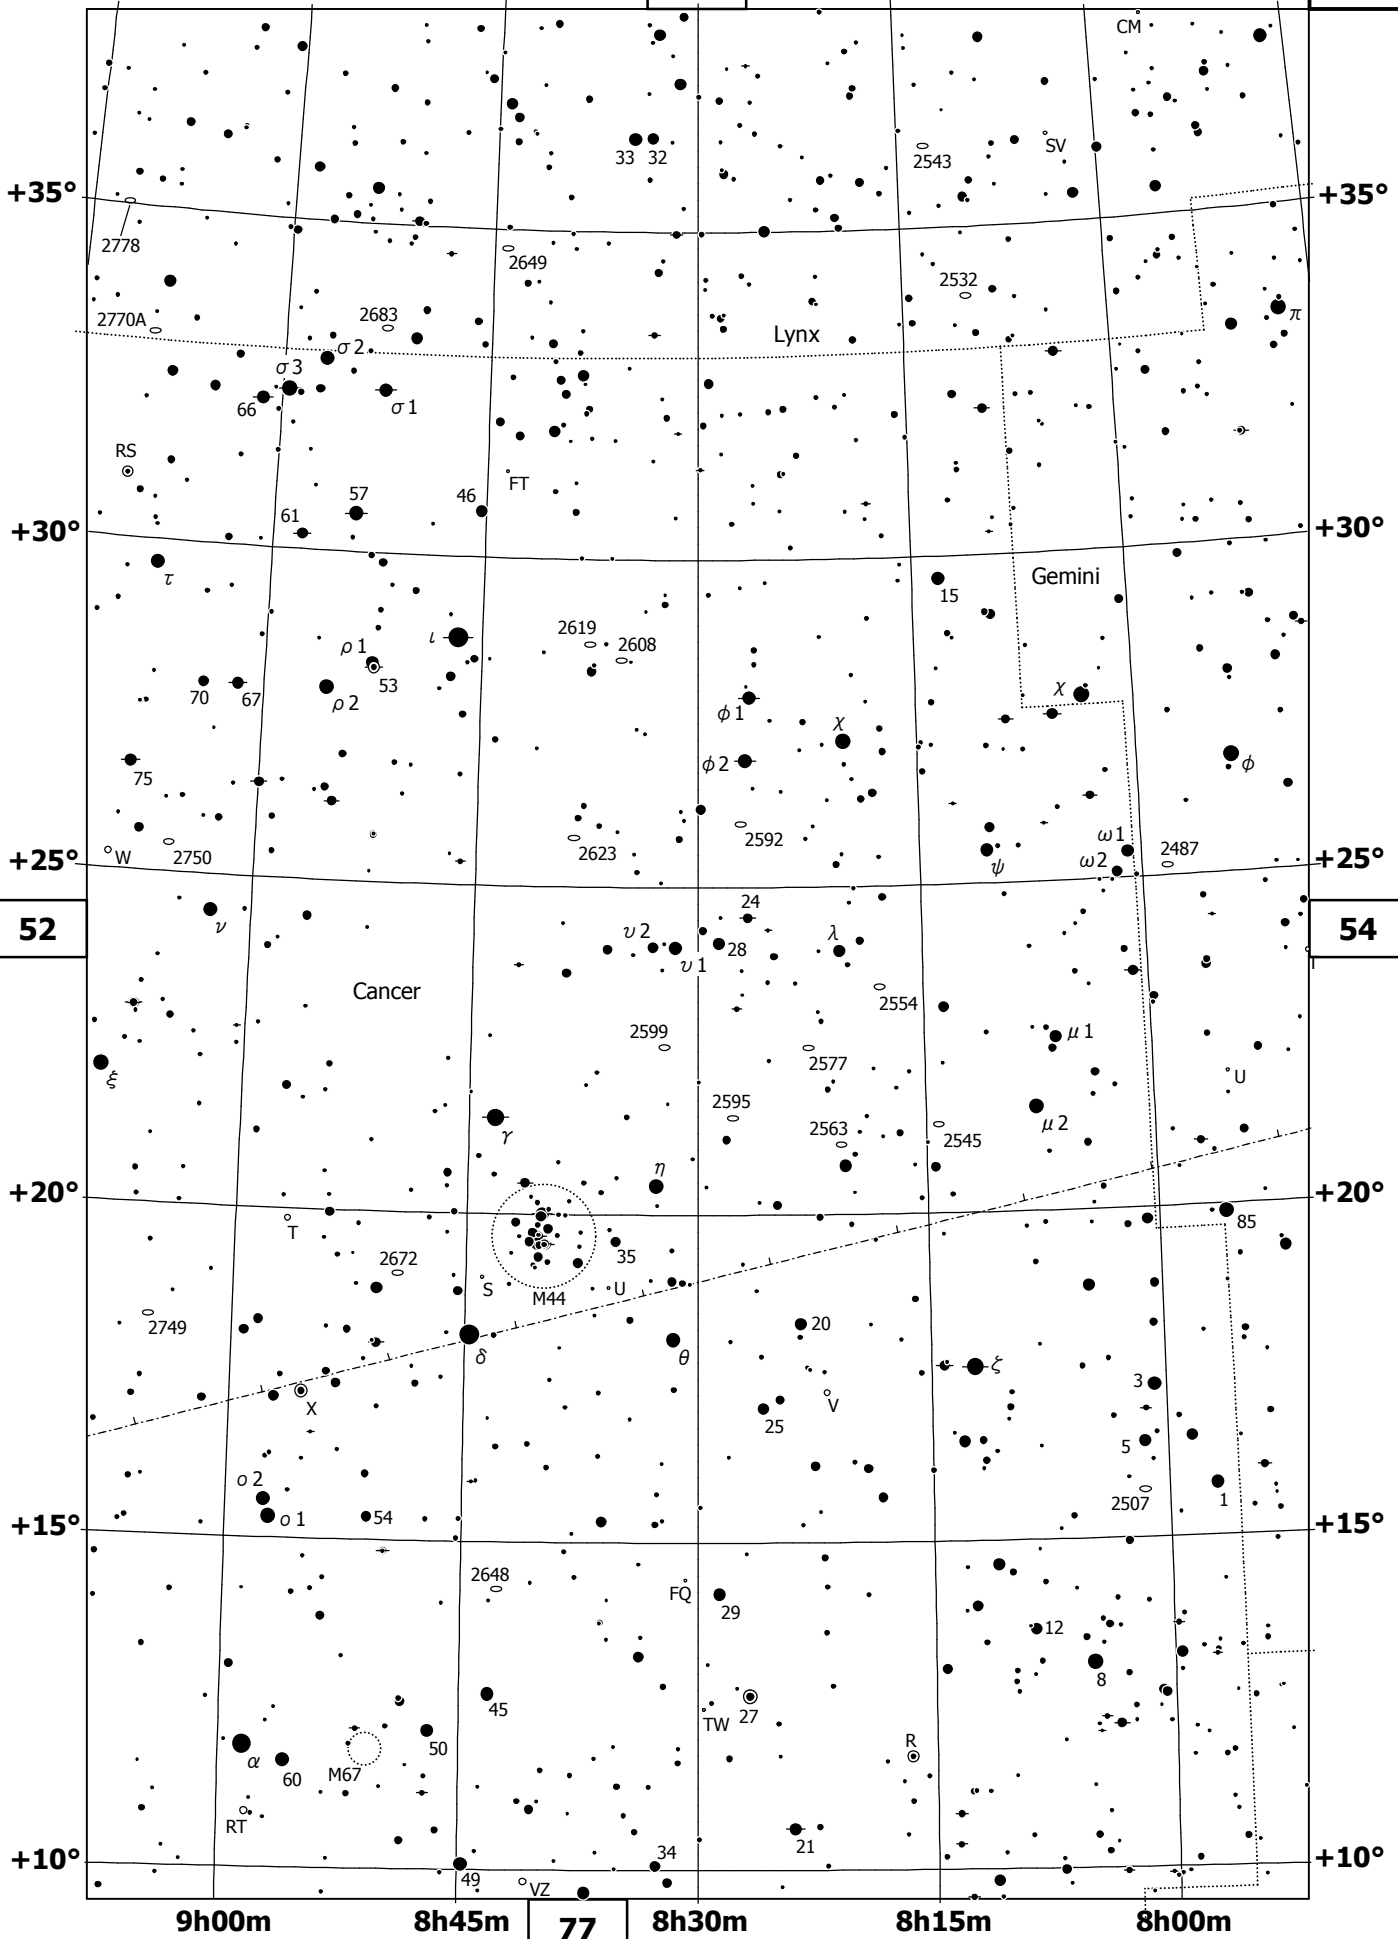 CM
33 32
2543
SV
+35°
+35°
2778
2649
2532
2770A
2683
π
Lynx
σ 2
σ 3
66
σ 1
RS
FT
57
46
61
+30°
+30°
τ
15
Gemini
ι
2619
2608
ρ 1
53
70
67
ρ 2
χ
φ 1
χ
φ 2
φ
75
2592
ω 1
W
2750
2623
ψ
ω 2
2487
+25°
+25°
24
52
ν
υ 2
υ 1
28
λ
54
Cancer
2554
2599
2577
μ 1
ξ
U
2595
γ
2563
2545
μ 2
η
+20°
+20°
T
85
2672
35
S
U
M44
2749
20
δ
θ
ζ
X
V
3
25
5
ο 2
2507
1
ο 1
54
+15°
+15°
2648
FQ
29
12
8
45
TW
27
α
50
R
60
M67
RT
21
34
+10°
+10°
49
VZ
9h00m 8h45m 77 8h30m 8h15m 8h00m